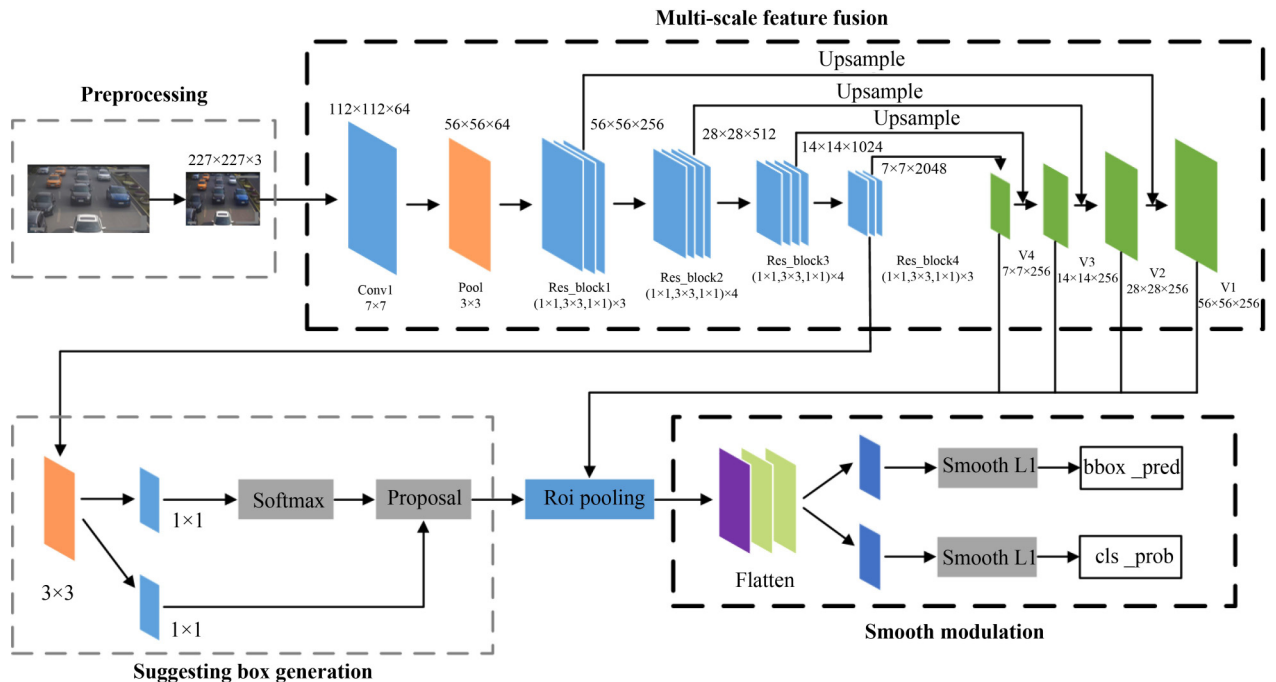 Multi-scale feature fusion
Preprocessing
227×227×3
Upsample
Upsample
Upsample
112×112×64
56×56×64
56×56×256
28×28×512
14×14×1024
7×7×2048
Conv1
7×7
Pool
3×3
Res_block1
(1×1,3×3,1×1)×3
Res_block2
(1×1,3×3,1×1)×4
Res_block3
(1×1,3×3,1×1)×4
Res_block4
(1×1,3×3,1×1)×3
V4
7×7×256
V3
14×14×256
V2
28×28×256
V1
56×56×256
3×3
1×1
1×1
Softmax
Proposal
Suggesting box generation
Roi pooling
Flatten
Smooth L1
bbox _pred
Smooth L1
cls _prob
Smooth modulation